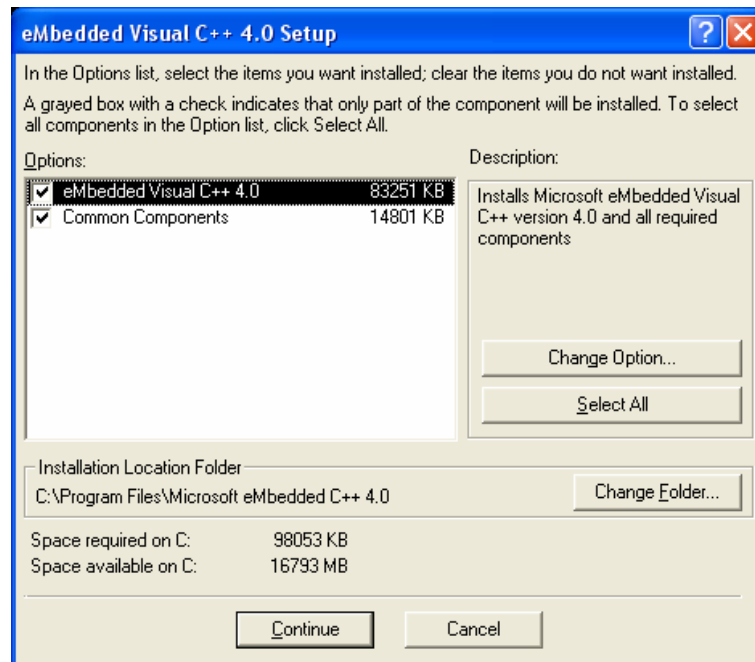 eMbedded Visual C++ 4.0 Setup
In the Options list, select the items you want installed; clear the items you do not want installed.
A grayed box with a check indicates that only part of the component will be installed. To select
all components in the Option list, click Select All.
Options:
eMbedded Visual C++ 4.0 83251 KB
Common Components 14801 KB
Description:
Installs Microsoft eMbedded Visual
C++ version 4.0 and all required
components
Change Option...
Select All
Installation Location Folder
C:\Program Files\Microsoft eMbedded C++ 4.0
Change Folder...
Space required on C: 98053 KB
Space available on C: 16793 MB
Continue
Cancel